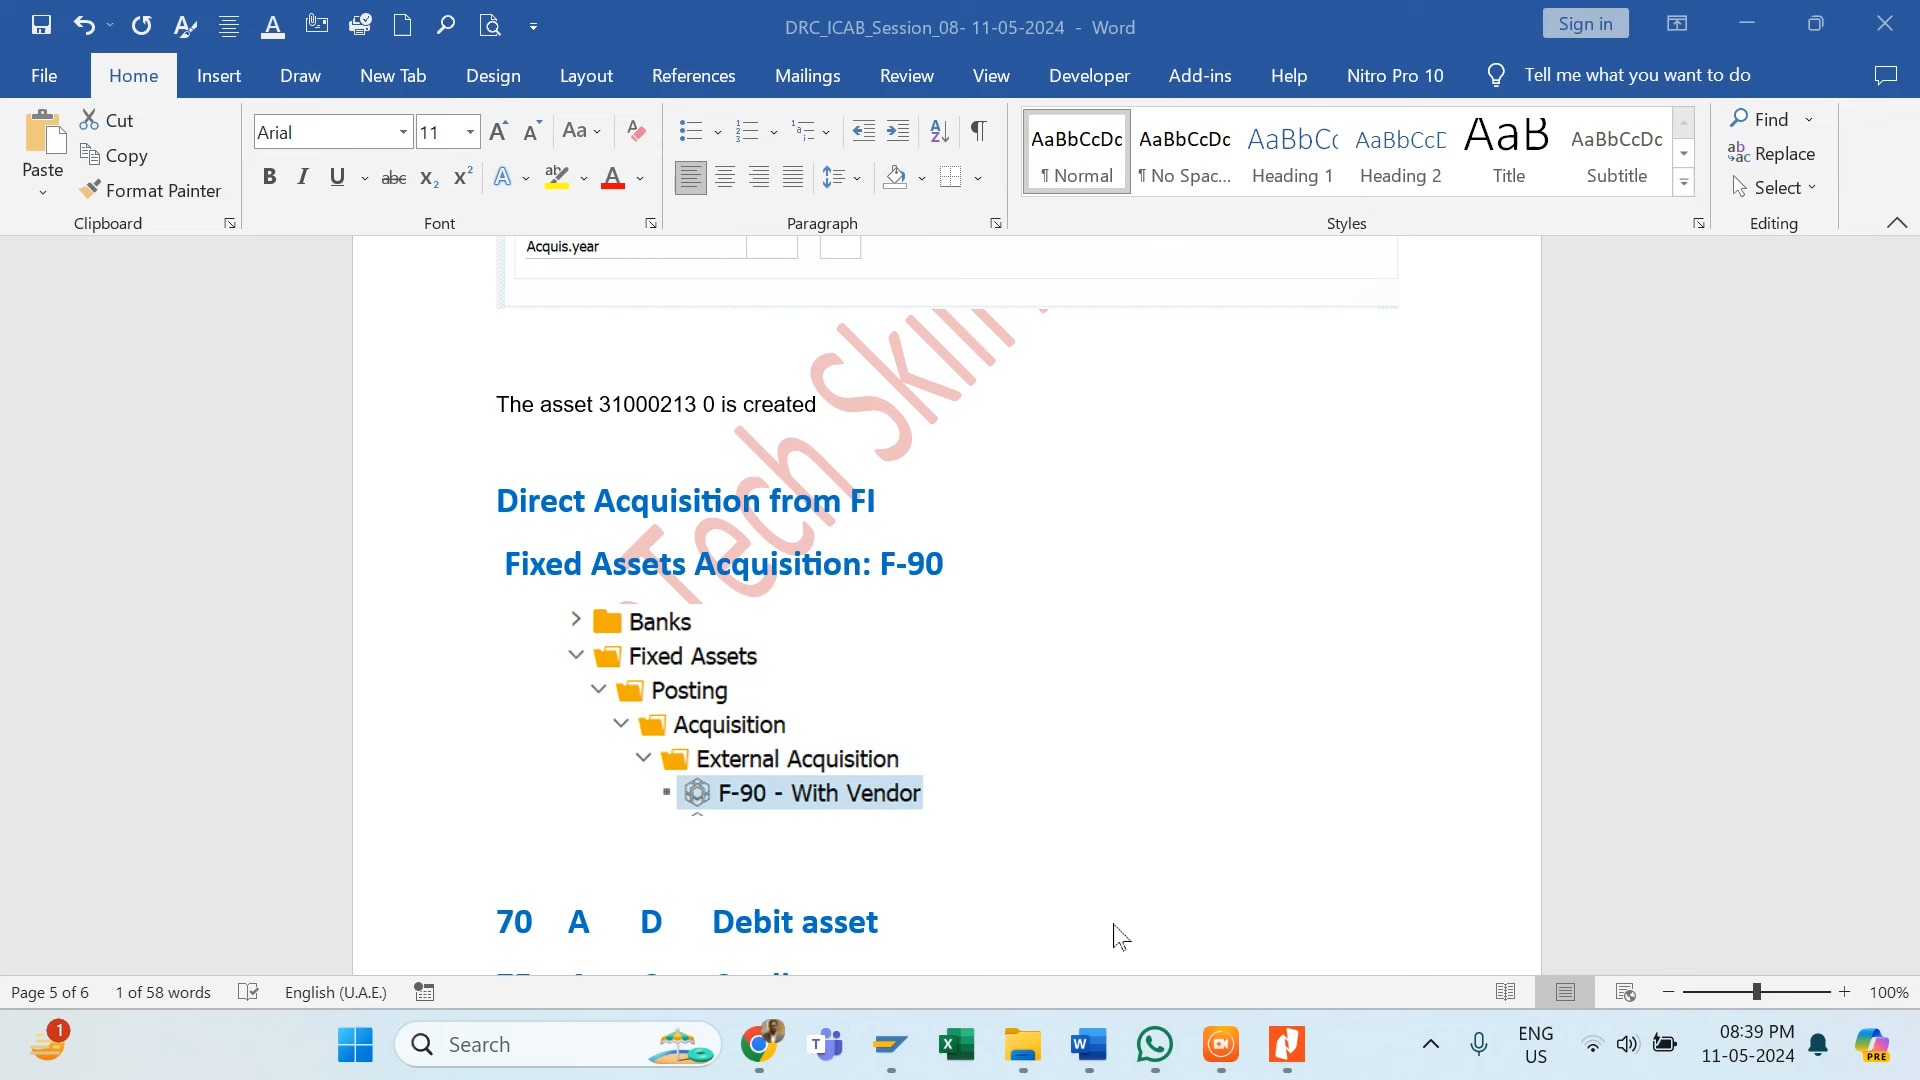 DRC_ICAB_Session_08- 11-05-2024 - Word
Sign in
File Home Insert Draw New Tab Design Layout References Mailings Review View Developer Add-ins Help Nitro Pro 10 Tell me what you want to do
Paste
Cut
Copy
Format Painter
Clipboard
Arial 11
Font
Paragraph
AaBbCcDc AaBbCcDc AaBbCc AaBbCcD AaB AaBbCcDc
¶ Normal ¶ No Spac... Heading 1 Heading 2 Title Subtitle
Styles
Find
Replace
Select
Editing
Acquis.year
Tech Skill
The asset 31000213 0 is created
Direct Acquisition from FI
Fixed Assets Acquisition: F-90
Banks
Fixed Assets
Posting
Acquisition
External Acquisition
F-90 - With Vendor
70 A D Debit asset
Page 5 of 6 1 of 58 words English (U.A.E.) 100%
1
Search
ENG
US
08:39 PM
11-05-2024
PRE